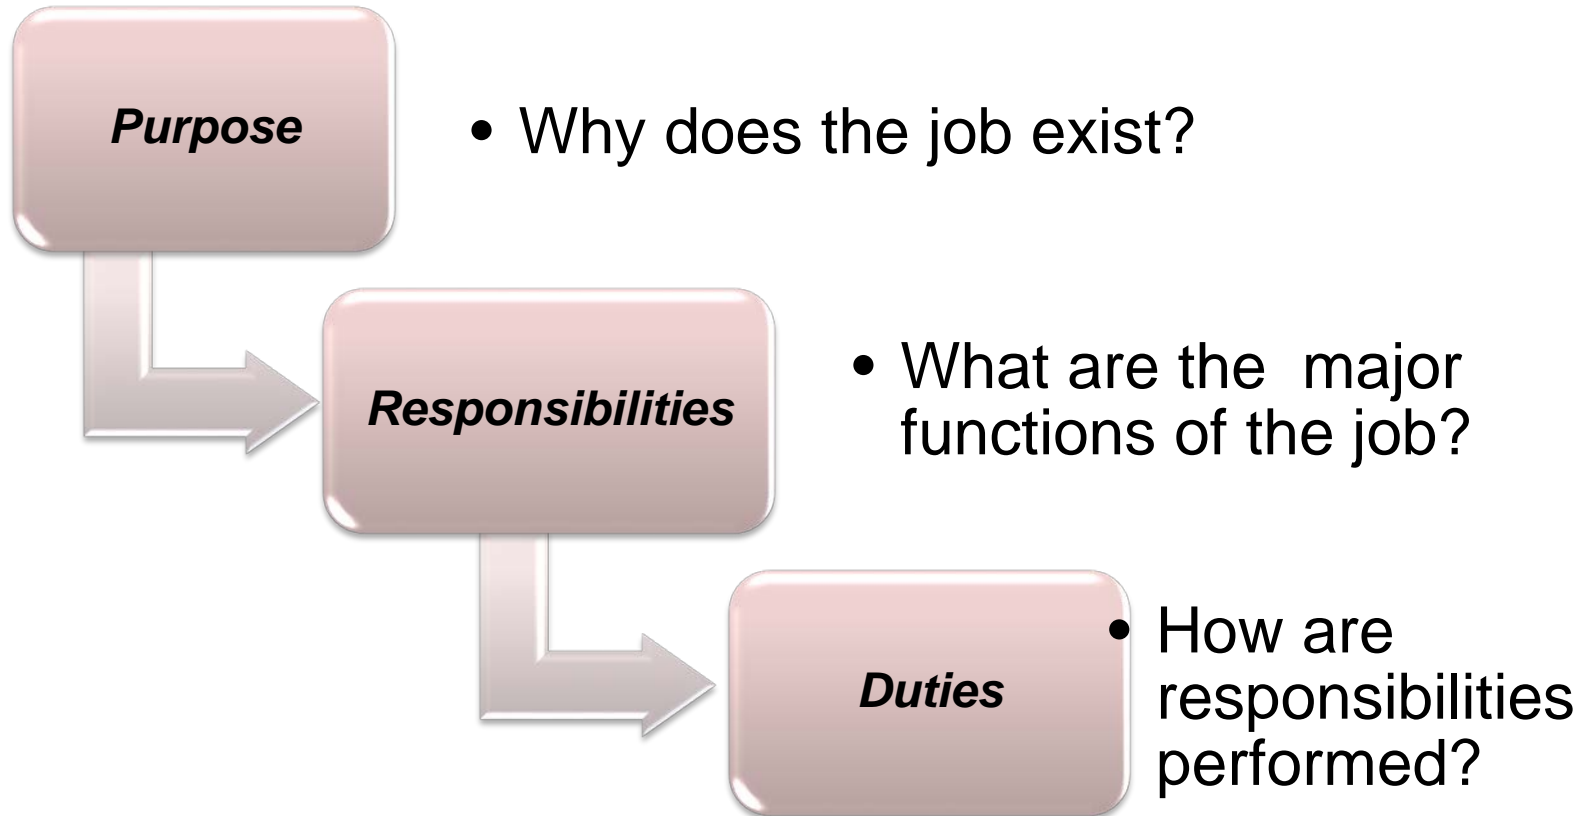 Purpose
• Why does the job exist?
Responsibilities
• What are the  major
functions of the job?
Duties
• How are
responsibilities
performed?